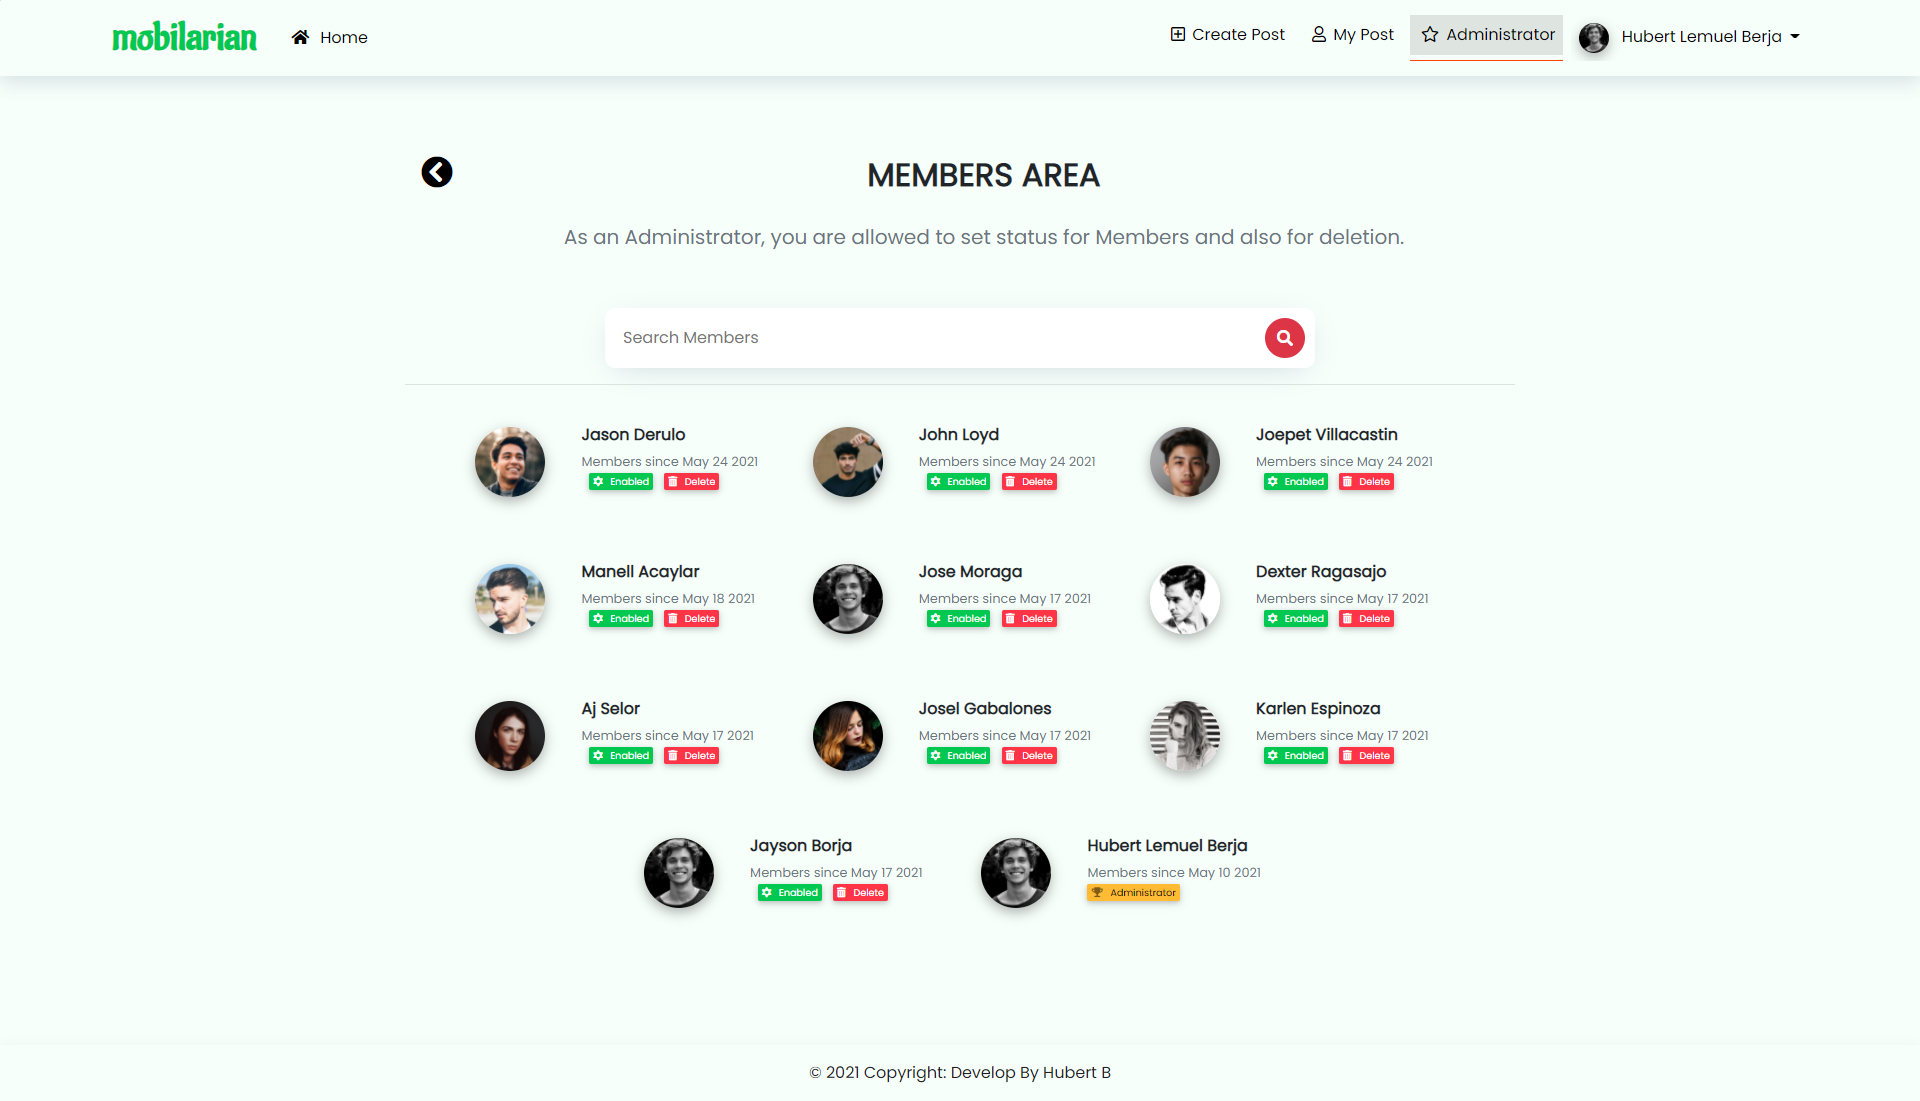 mobilarian
Home
Create Post
My Post
Administrator
Hubert Lemuel Berja
MEMBERS AREA
As an Administrator, you are allowed to set status for Members and also for deletion.
Search Members
Jason Derulo
Members since May 24 2021
Enabled
Delete
John Loyd
Members since May 24 2021
Enabled
Delete
Joepet Villacastin
Members since May 24 2021
Enabled
Delete
Manell Acaylar
Members since May 18 2021
Enabled
Delete
Jose Moraga
Members since May 17 2021
Enabled
Delete
Dexter Ragasajo
Members since May 17 2021
Enabled
Delete
Aj Selor
Members since May 17 2021
Enabled
Delete
Josel Gabalones
Members since May 17 2021
Enabled
Delete
Karlen Espinoza
Members since May 17 2021
Enabled
Delete
Jayson Borja
Members since May 17 2021
Enabled
Delete
Hubert Lemuel Berja
Members since May 10 2021
Administrator
© 2021 Copyright: Develop By Hubert B